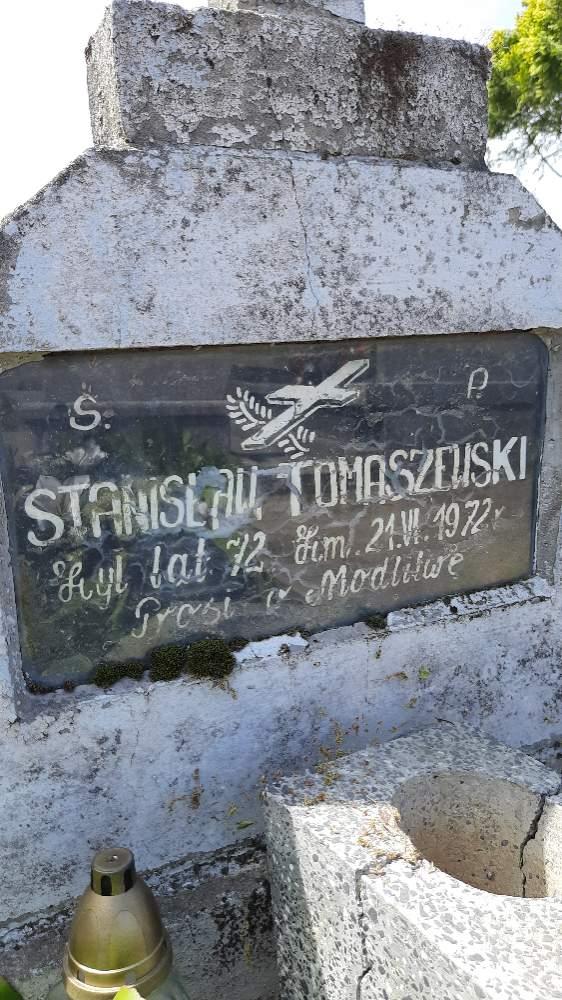 Ś. P.
STANISŁAW TOMASZEWSKI
Żył lat 72 Zm. 21.VI.1972 r
Prosi o Modlitwę